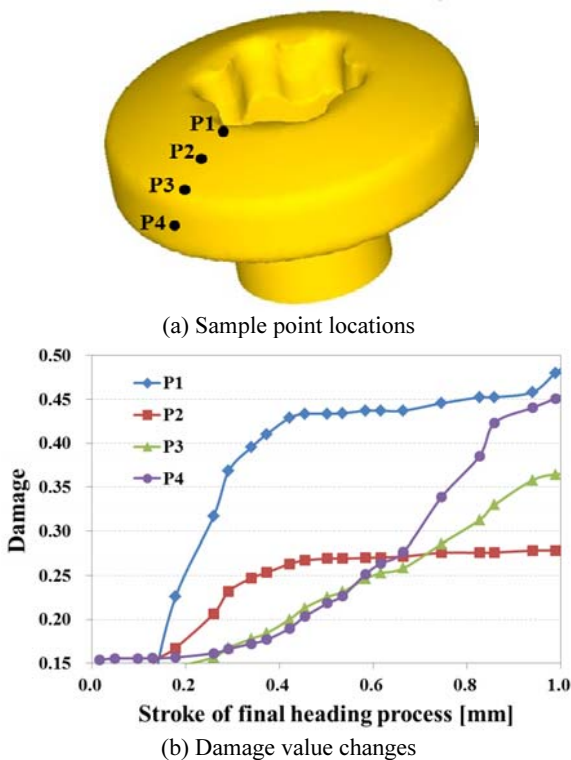 P1
P2
P3
P4
(a) Sample point locations
0.50
0.45
0.40
0.35
0.30
0.25
0.20
0.15
Damage
P1
P2
P3
P4
0.0
0.2
0.4
0.6
0.8
1.0
Stroke of final heading process [mm]
(b) Damage value changes